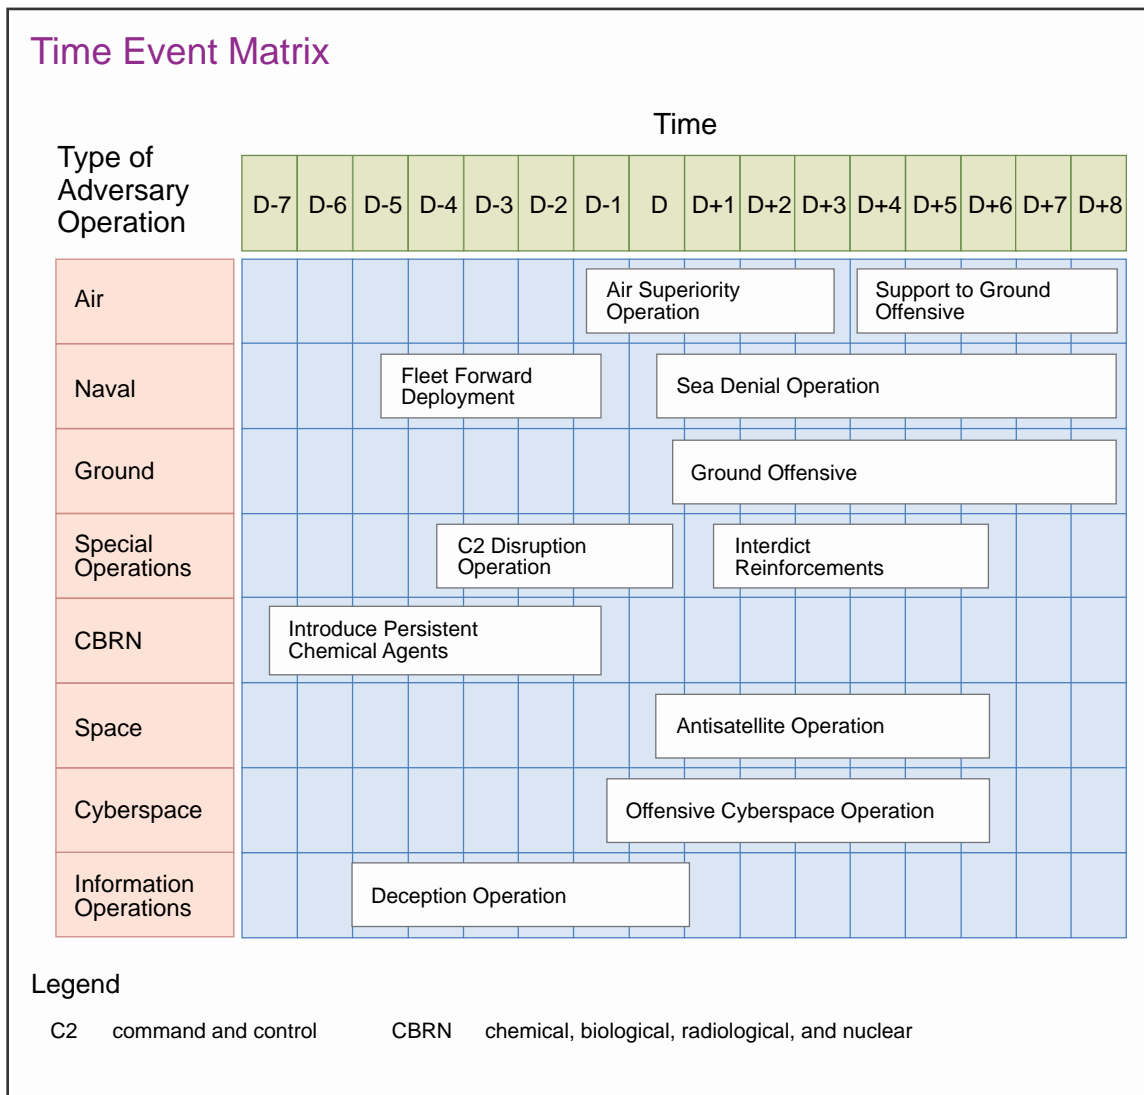 Time Event Matrix
Time
Type of
Adversary
Operation
D-7 D-6 D-5 D-4 D-3 D-2 D-1 D D+1 D+2 D+3 D+4 D+5 D+6 D+7 D+8
Air
Air Superiority
Operation
Support to Ground
Offensive
Naval
Fleet Forward
Deployment
Sea Denial Operation
Ground
Ground Offensive
Special
Operations
C2 Disruption
Operation
Interdict
Reinforcements
CBRN
Introduce Persistent
Chemical Agents
Space
Antisatellite Operation
Cyberspace
Offensive Cyberspace Operation
Information
Operations
Deception Operation
Legend
C2 command and control CBRN chemical, biological, radiological, and nuclear